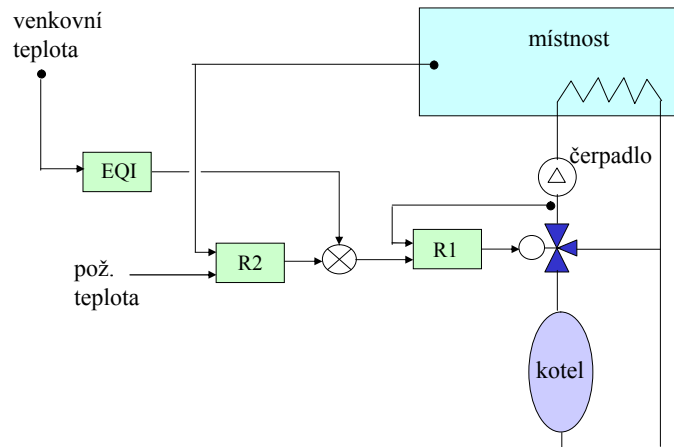 venkovní
teplota
místnost
čerpadlo
EQI
R2
R1
pož.
teplota
kotel